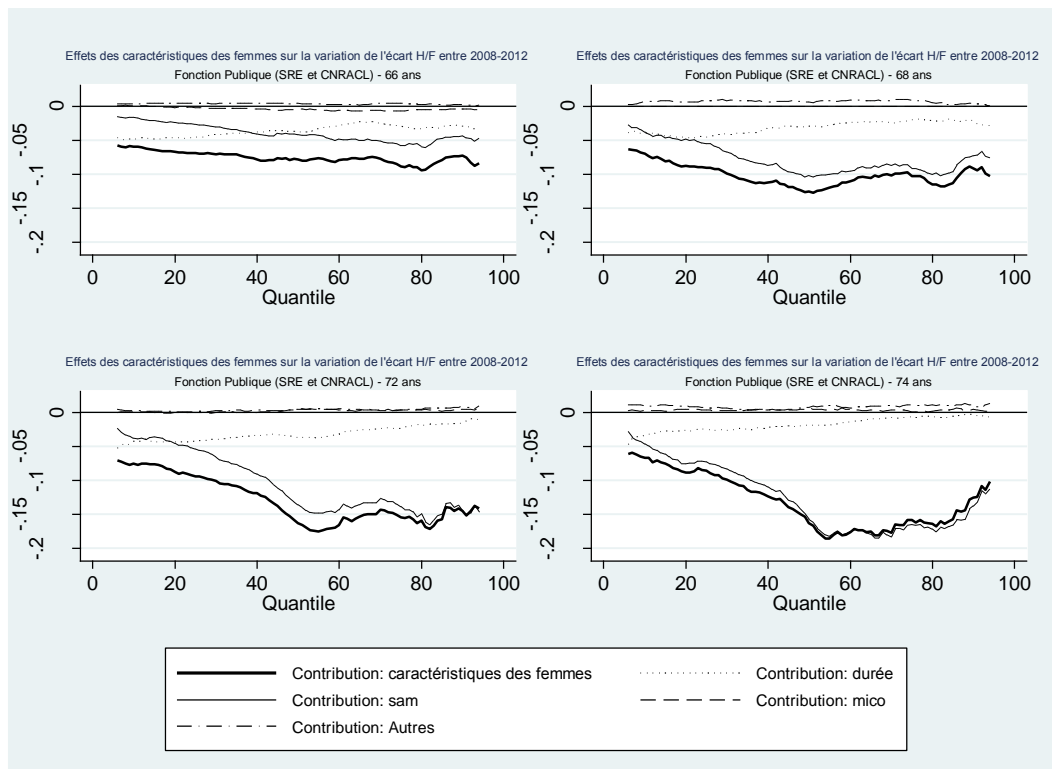 Effets des caractéristiques des femmes sur la variation de l'écart H/F entre 2008-2012
Fonction Publique (SRE et CNRACL) - 66 ans
0
-.05
-.1
-.15
-.2
0 20 40 60 80 100
Quantile
Effets des caractéristiques des femmes sur la variation de l'écart H/F entre 2008-2012
Fonction Publique (SRE et CNRACL) - 68 ans
0
-.05
-.1
-.15
-.2
0 20 40 60 80 100
Quantile
Effets des caractéristiques des femmes sur la variation de l'écart H/F entre 2008-2012
Fonction Publique (SRE et CNRACL) - 72 ans
0
-.05
-.1
-.15
-.2
0 20 40 60 80 100
Quantile
Effets des caractéristiques des femmes sur la variation de l'écart H/F entre 2008-2012
Fonction Publique (SRE et CNRACL) - 74 ans
0
-.05
-.1
-.15
-.2
0 20 40 60 80 100
Quantile
Contribution: caractéristiques des femmes
Contribution: durée
Contribution: sam
Contribution: mico
Contribution: Autres